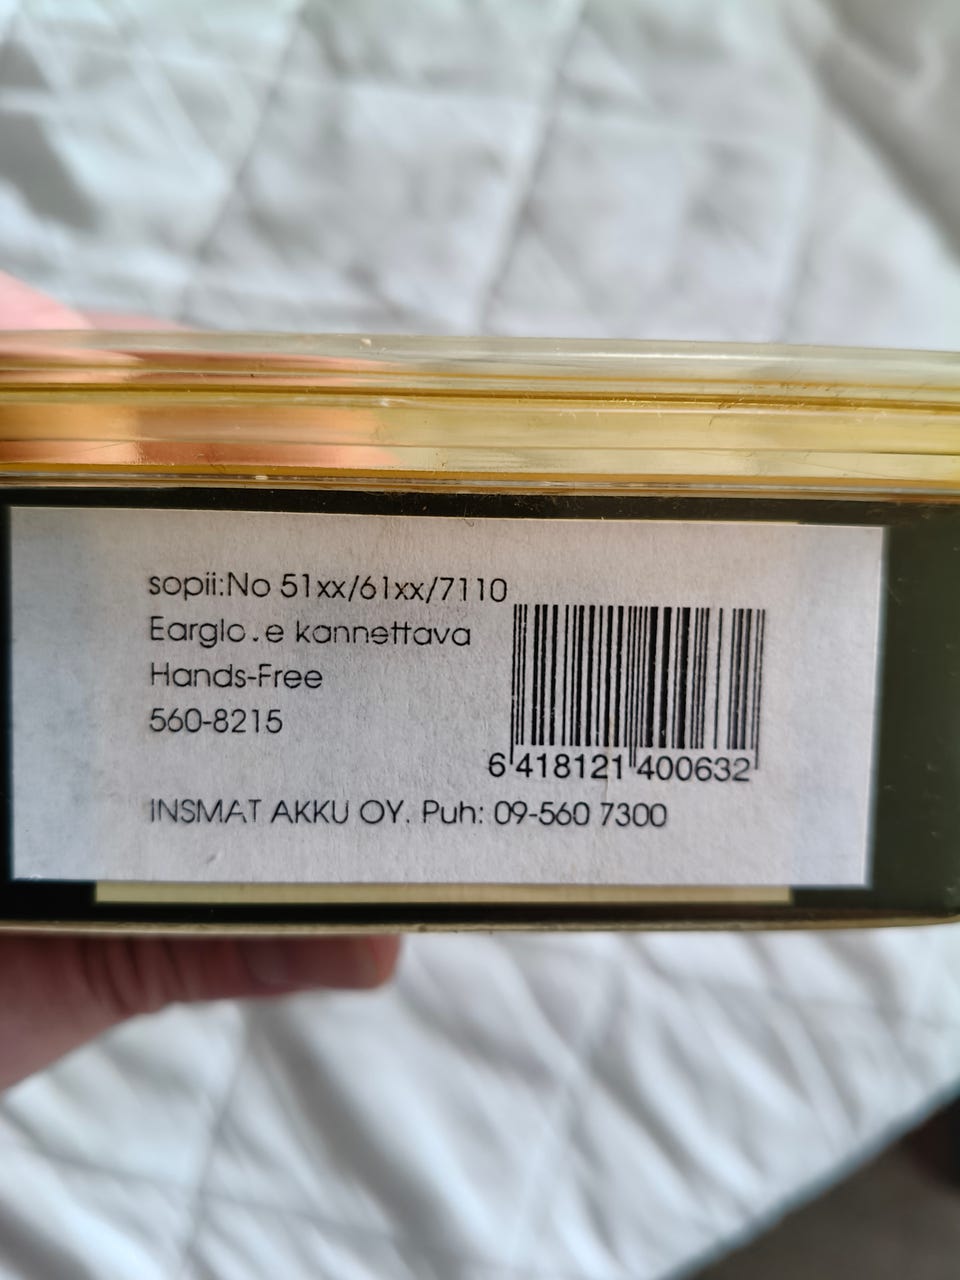 sopii:No 51xx/61xx/7110
Earglo.e kannettava
Hands-Free
560-8215
6 418121 400632
INSMAT AKKU OY. Puh: 09-560 7300